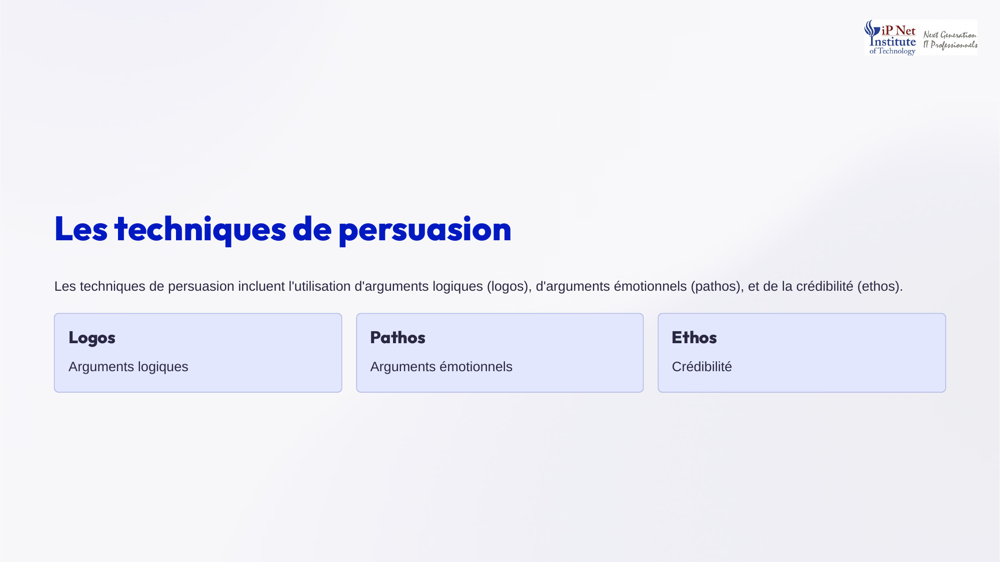 iP Net
Institute
of Technology
Next Generation
IT Professionnels
Les techniques de persuasion
Les techniques de persuasion incluent l'utilisation d'arguments logiques (logos), d'arguments émotionnels (pathos), et de la crédibilité (ethos).
Logos
Arguments logiques
Pathos
Arguments émotionnels
Ethos
Crédibilité